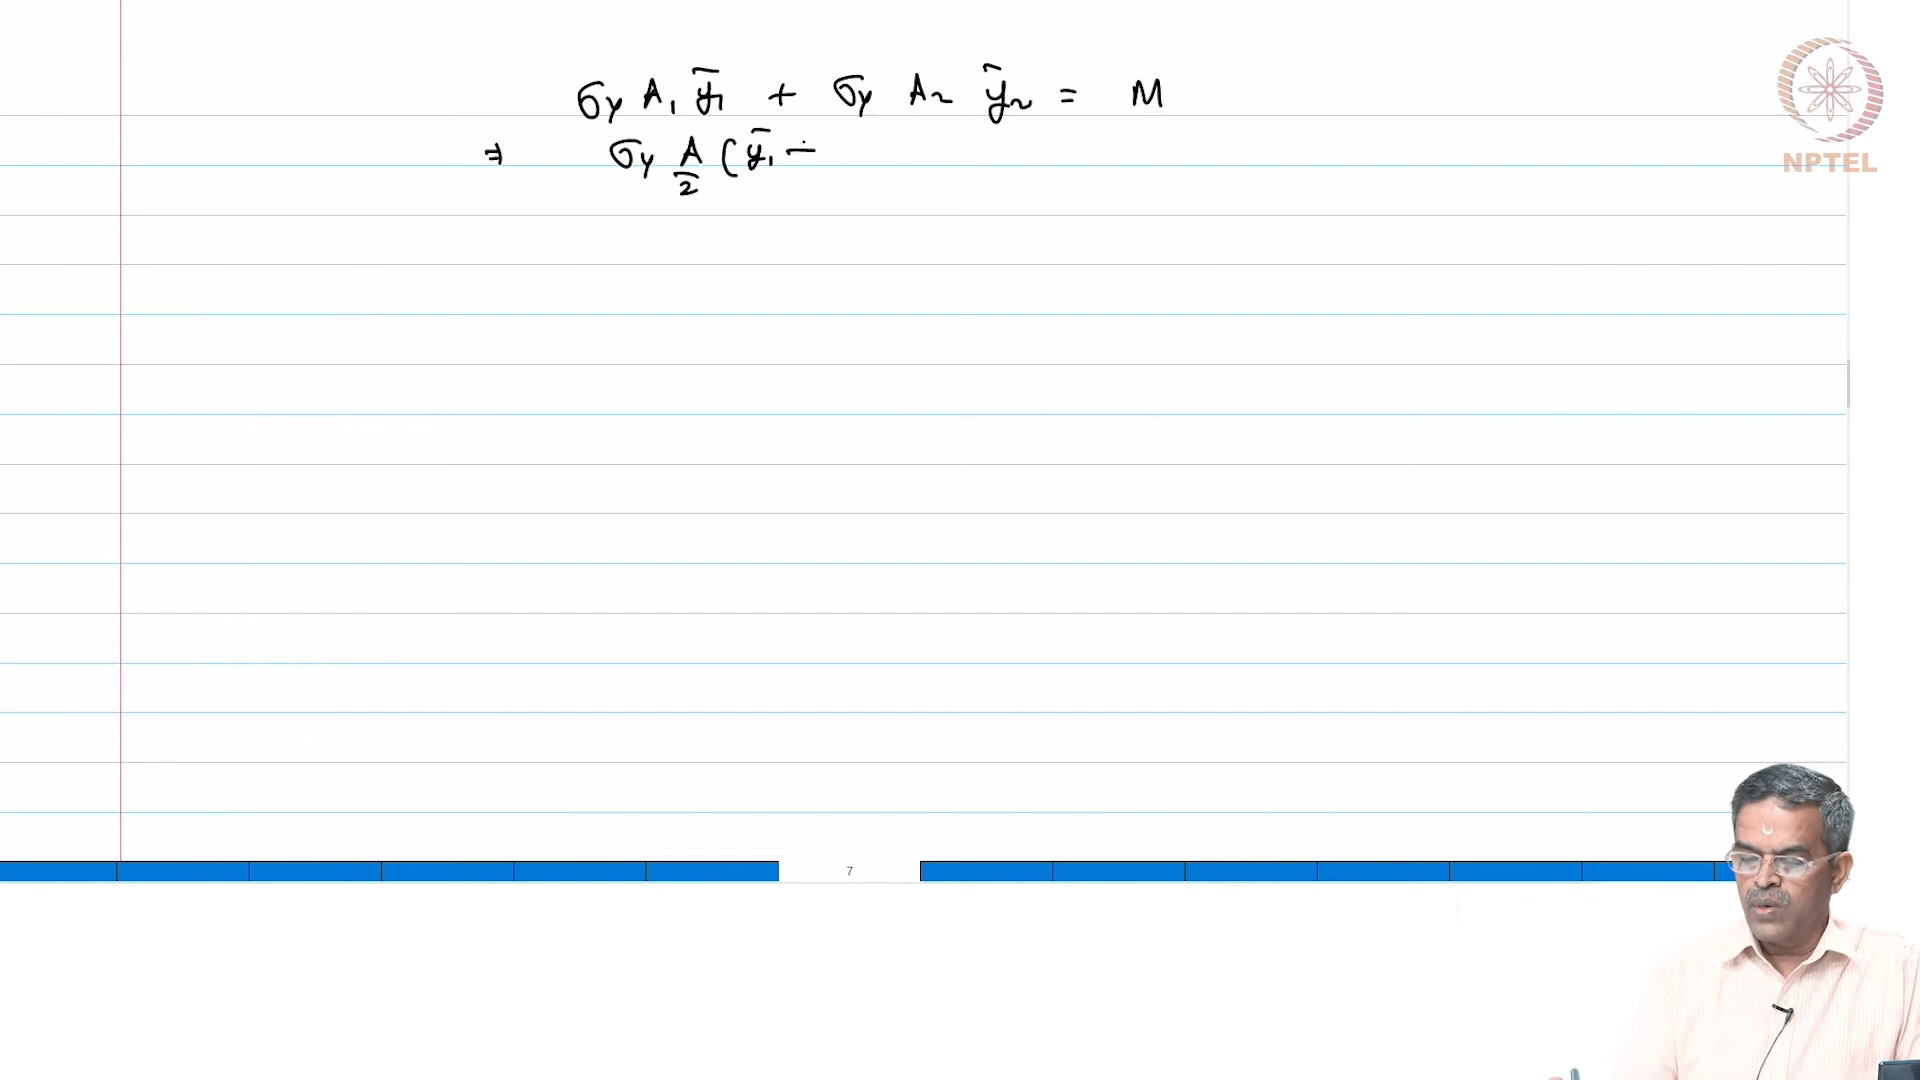 σy A₁ ȳ₁ + σy A₂ ȳ₂ = M
⇒ σy A/2 (ȳ₁ +
NPTEL
7